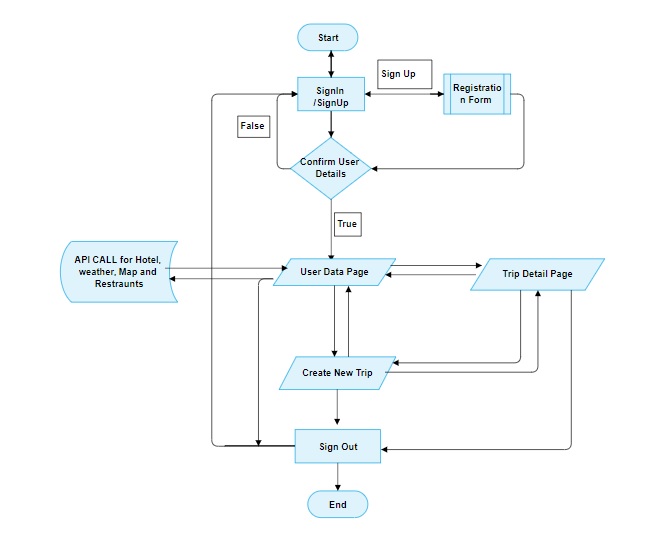 Start
Sign Up
SignIn
/SignUp
Registratio
n Form
False
Confirm User
Details
True
API CALL for Hotel,
weather, Map and
Restraunts
User Data Page
Trip Detail Page
Create New Trip
Sign Out
End